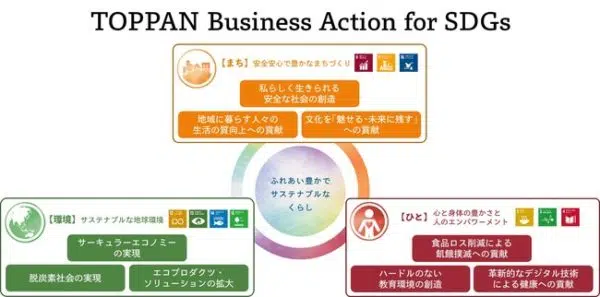 TOPPAN Business Action for SDGs
【まち】安全安心で豊かなまちづくり
私らしく生きられる
安全な社会の創造
地域に暮らす人々の
生活の質向上への貢献
文化を「魅せる・未来に残す」
への貢献
ふれあい豊かで
サステナブルな
くらし
【環境】サステナブルな地球環境
サーキュラーエコノミー
の実現
脱炭素社会の実現
エコプロダクツ・
ソリューションの拡大
【ひと】心と身体の豊かさと
人のエンパワーメント
食品ロス削減による
飢餓撲滅への貢献
ハードルのない
教育環境の創造
革新的なデジタル技術
による健康への貢献